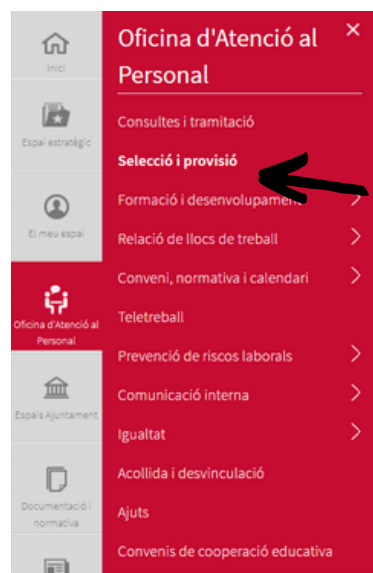 Inici
Espai estratègic
El meu espai
Oficina d'Atenció al
Personal
Espais Ajuntament
Documentació i
normativa
Oficina d'Atenció al
Personal
Consultes i tramitació
Selecció i provisió
Formació i desenvolupament
Relació de llocs de treball
Conveni, normativa i calendari
Teletreball
Prevenció de riscos laborals
Comunicació interna
Igualtat
Acollida i desvinculació
Ajuts
Convenis de cooperació educativa